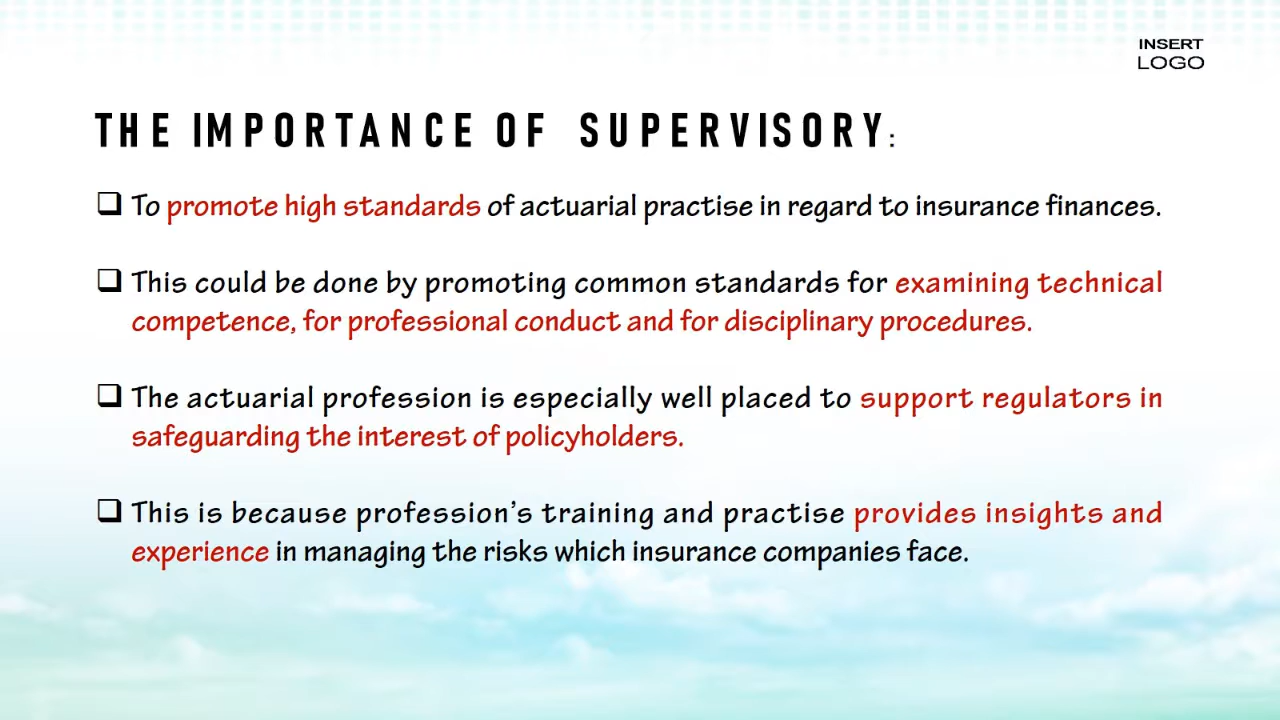 INSERT
LOGO
THE IMPORTANCE OF SUPERVISORY:
❑ To promote high standards of actuarial practise in regard to insurance finances.
❑ This could be done by promoting common standards for examining technical
competence, for professional conduct and for disciplinary procedures.
❑ The actuarial profession is especially well placed to support regulators in
safeguarding the interest of policyholders.
❑ This is because profession’s training and practise provides insights and
experience in managing the risks which insurance companies face.